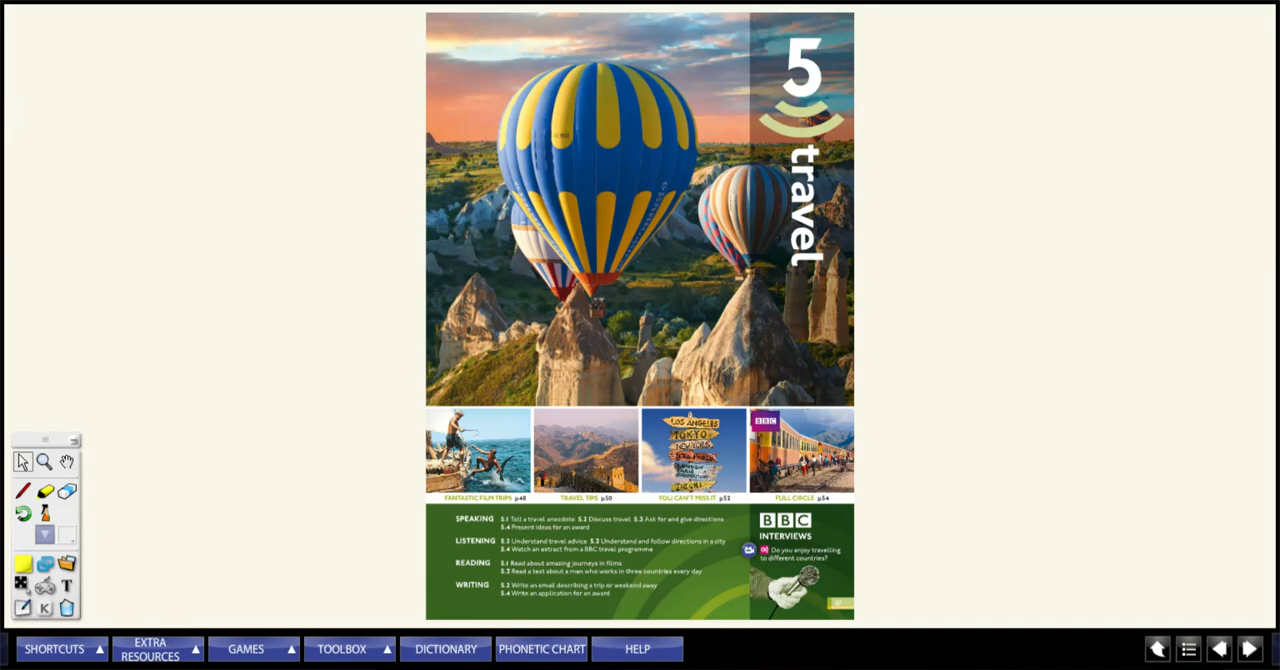 5
travel
LOS ANGELES
TOKYO
BBC
FANTASTIC FILM TRIPS p48
TRAVEL TIPS p50
YOU CAN'T MISS IT p52
FULL CIRCLE p54
SPEAKING 5.1 Tell a travel anecdote 5.2 Discuss travel 5.3 Ask for and give directions
5.4 Present ideas for an award
LISTENING 5.2 Understand travel advice 5.3 Understand and follow directions in a city
5.4 Watch an extract from a BBC travel programme
READING 5.1 Read about amazing journeys in films
5.3 Read a text about a man who works in three countries every day
WRITING 5.2 Write an email describing a trip or weekend away
5.4 Write an application for an award
BBC
INTERVIEWS
Do you enjoy travelling
to different countries?
T
K
SHORTCUTS
EXTRA
RESOURCES
GAMES
TOOLBOX
DICTIONARY
PHONETIC CHART
HELP